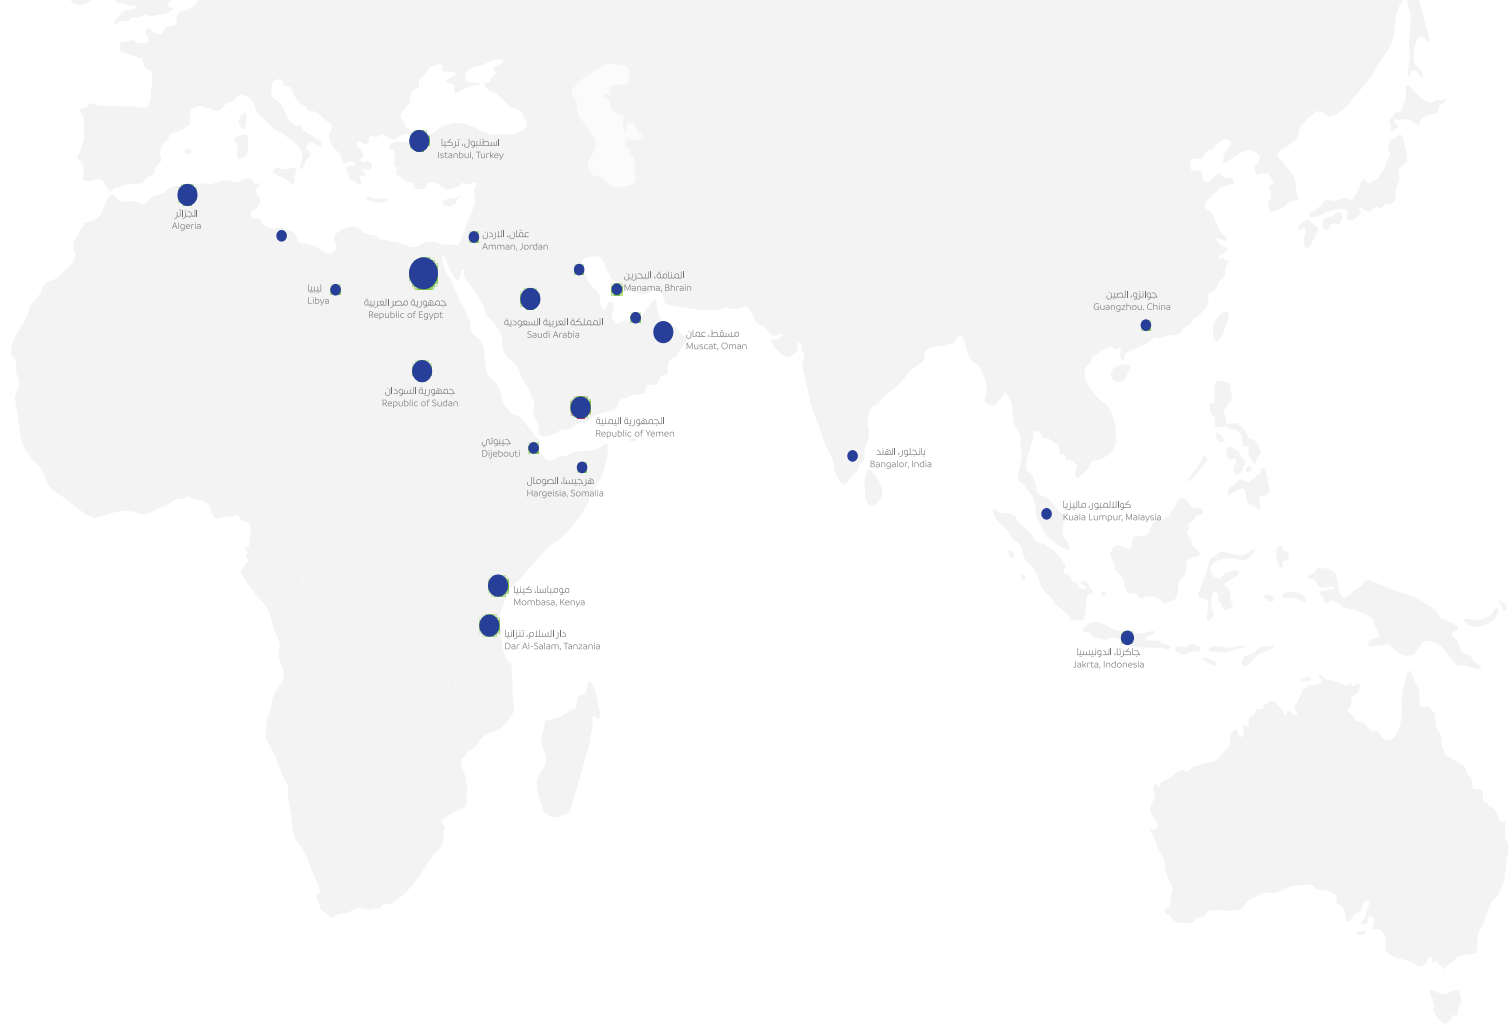 اسطنبول، تركيا
Istanbul, Turkey
الجزائر
Algeria
عمّان، الاردن
Amman, Jordan
المنامة، البحرين
Manama, Bhrain
ليبيا
Libya
جمهورية مصر العربية
Republic of Egypt
المملكة العربية السعودية
Saudi Arabia
مسقط، عمان
Muscat, Oman
جوانزو، الصين
Guangzhou. China
جمهورية السودان
Republic of Sudan
الجمهورية اليمنية
Republic of Yemen
جيبوتي
Dijebouti
هرجيسا، الصومال
Hargeisia, Somalia
بانجلور، الهند
Bangalor, India
كوالالمبور، ماليزيا
Kuala Lumpur, Malaysia
مومباسا، كينيا
Mombasa, Kenya
دار السلام، تنزانيا
Dar Al-Salam, Tanzania
جاكرتا، اندونيسيا
Jakrta, Indonesia